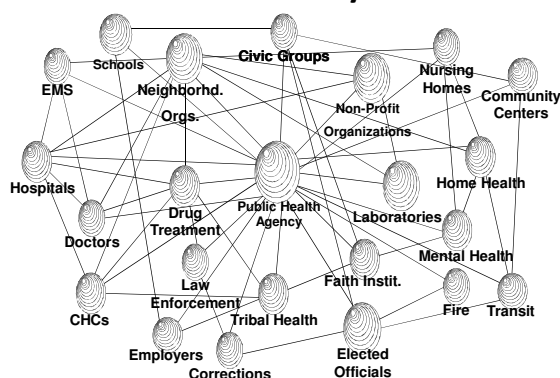 Schools
Civic Groups
EMS
Neighborhd.
Orgs.
Nursing
Homes
Non-Profit
Organizations
Community
Centers
Hospitals
Doctors
Drug
Treatment
Public Health
Agency
Laboratories
Home Health
Mental Health
Law
Enforcement
Faith Instit.
CHCs
Tribal Health
Fire
Transit
Employers
Corrections
Elected
Officials